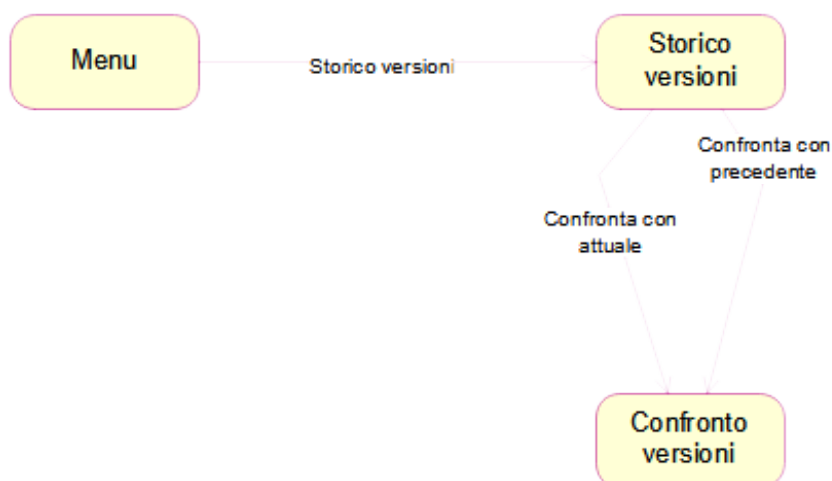 Menu
Storico versioni
Storico
versioni
Confronta con
precedente
Confronta con
attuale
Confronto
versioni